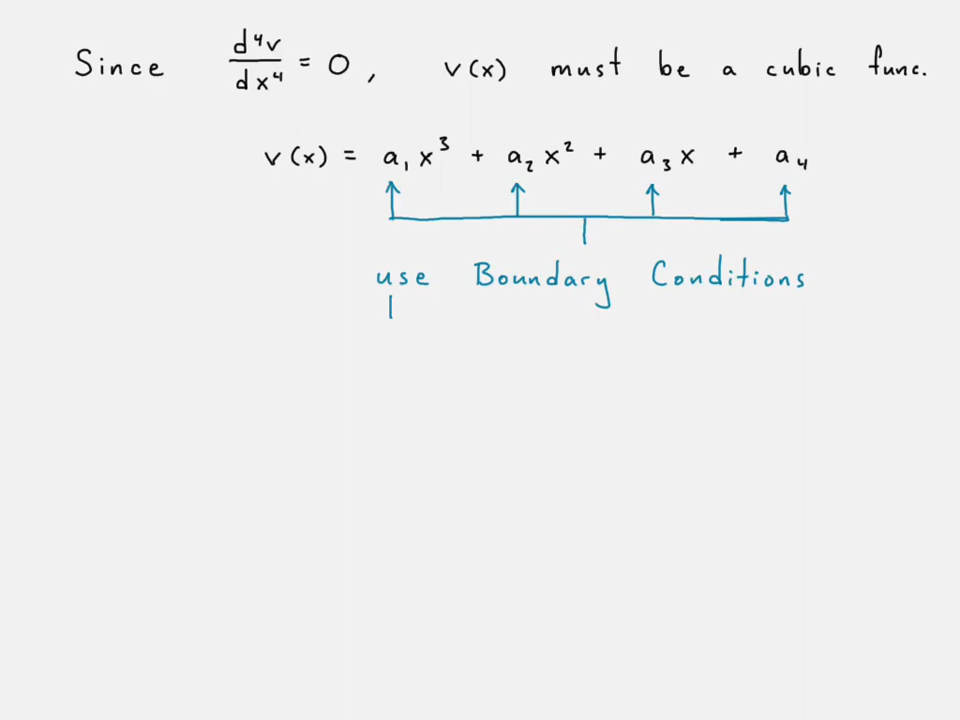 Since d⁴v/dx⁴ = 0, v(x) must be a cubic func.
v(x) = a₁x³ + a₂x² + a₃x + a₄
use Boundary Conditions